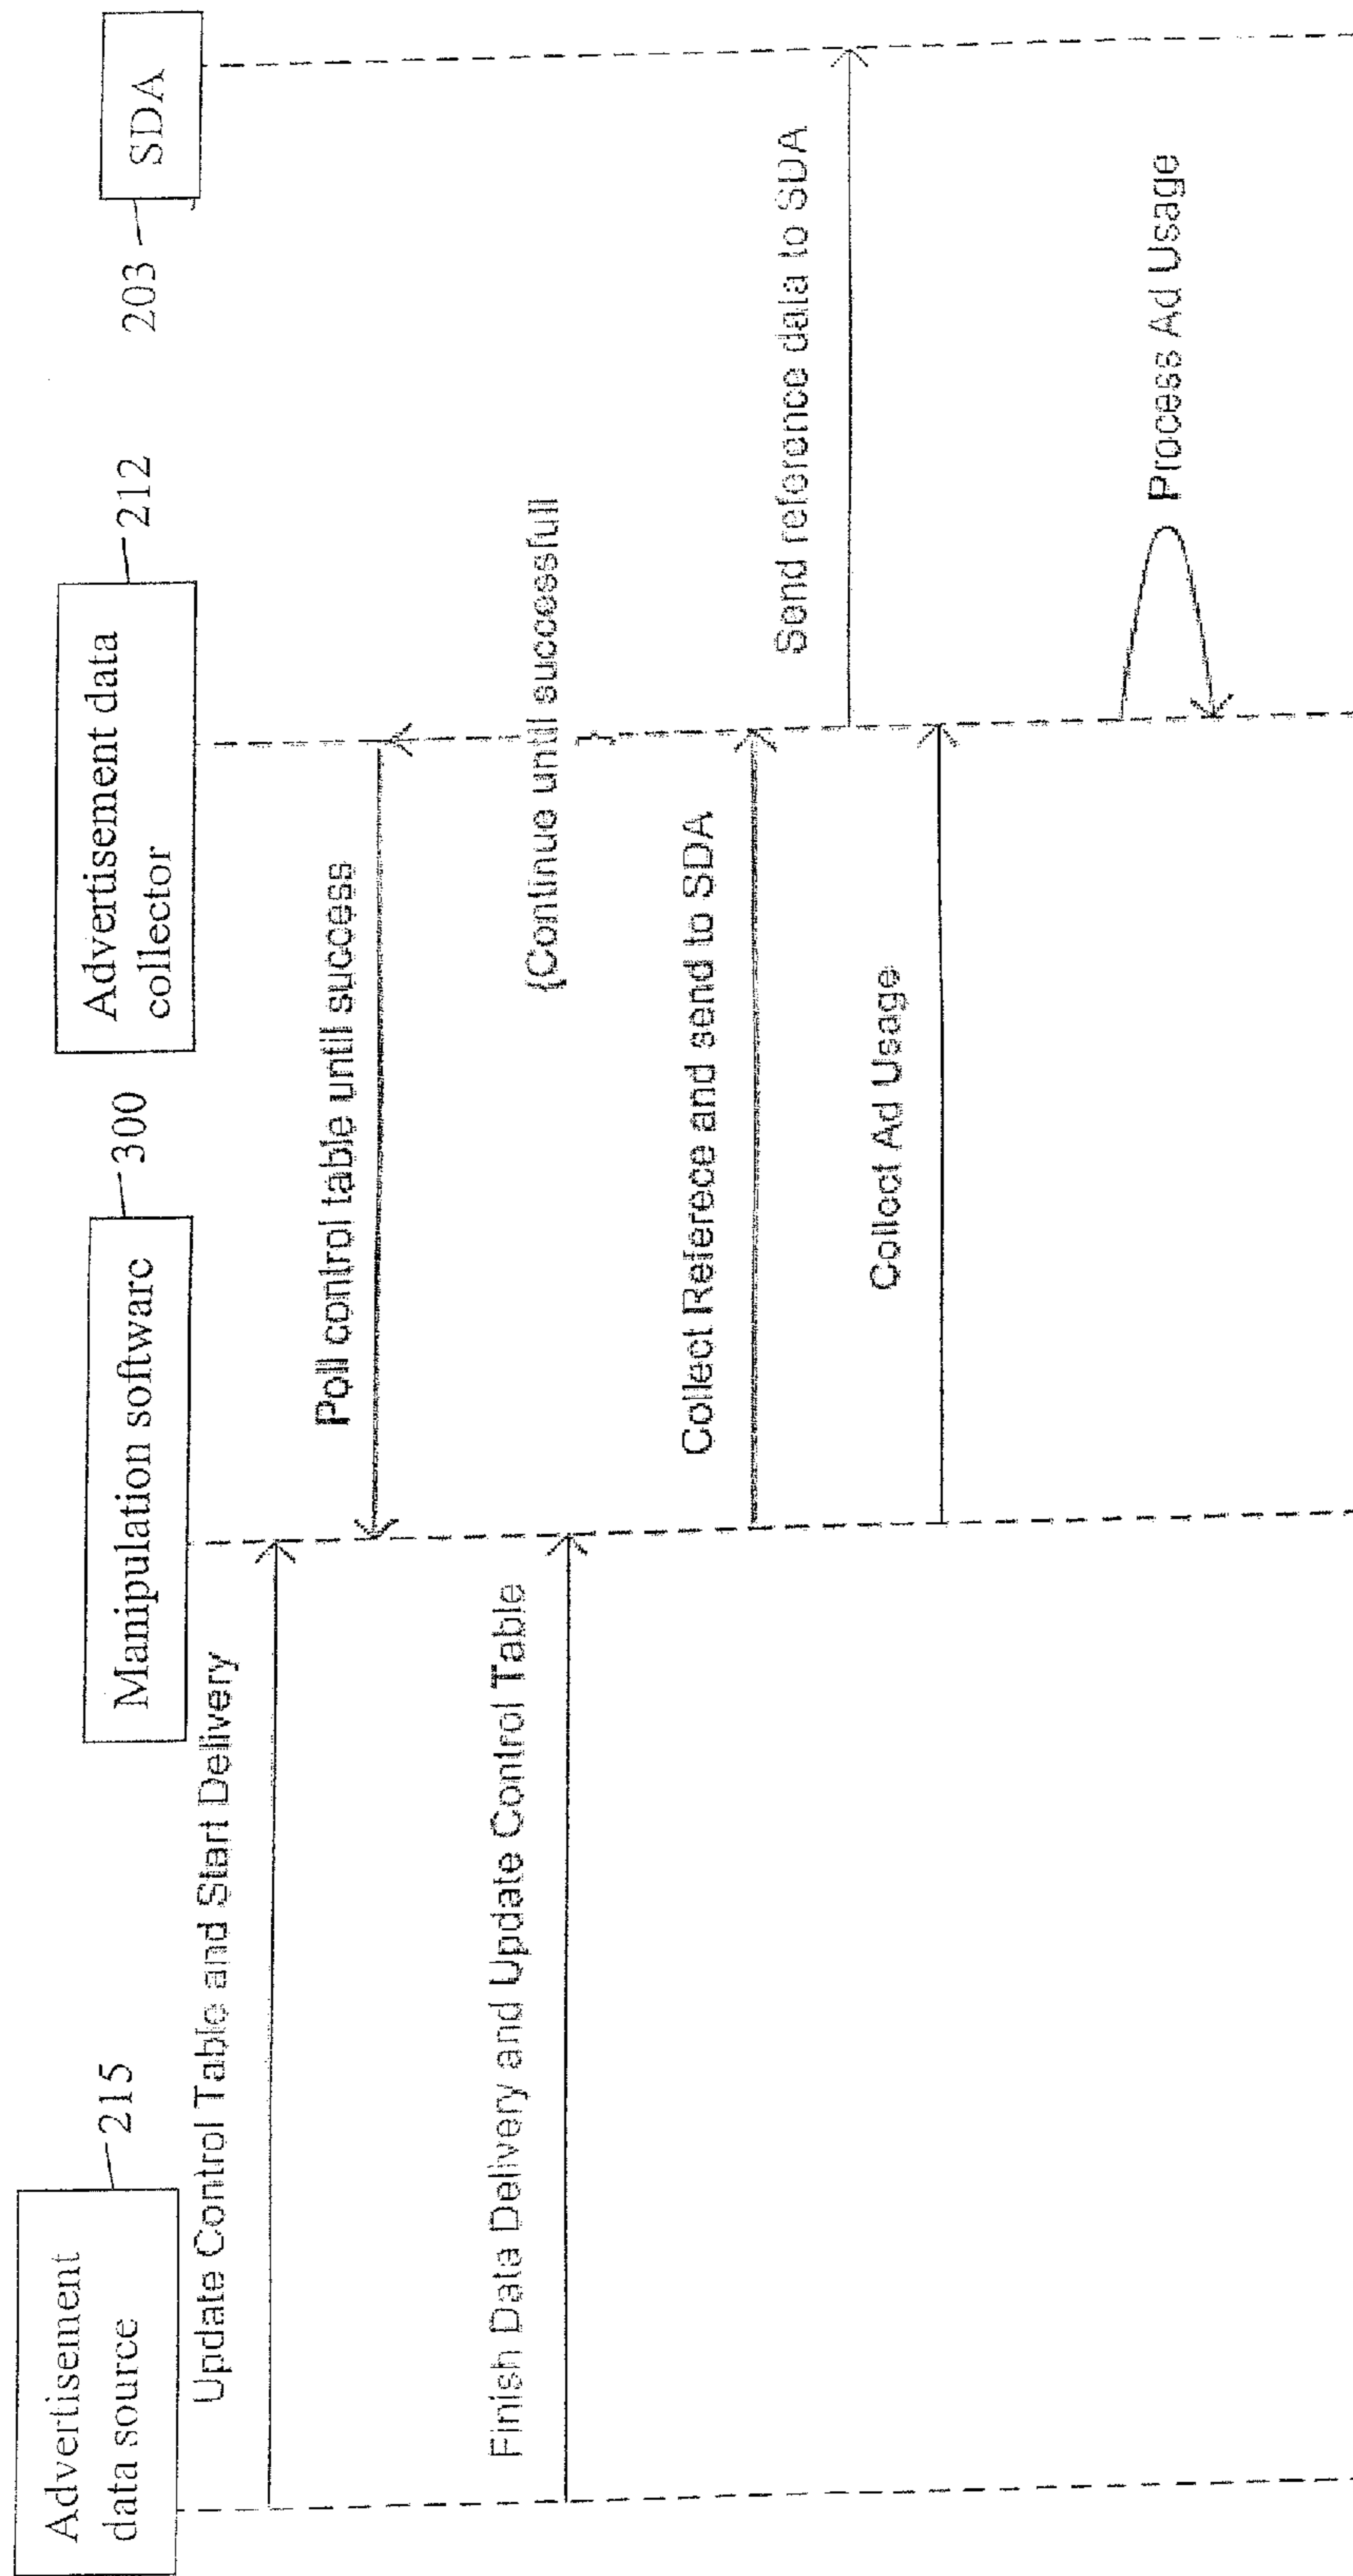 Advertisement
data source
215
Manipulation software
300
Advertisement data
collector
212
SDA
203
Update Control Table and Start Delivery
Poll control table until success
{Continue until successfull
Finish Data Delivery and Update Control Table
Collect Referece and send to SDA
Send reference data to SDA
Collect Ad Usage
Process Ad Usage